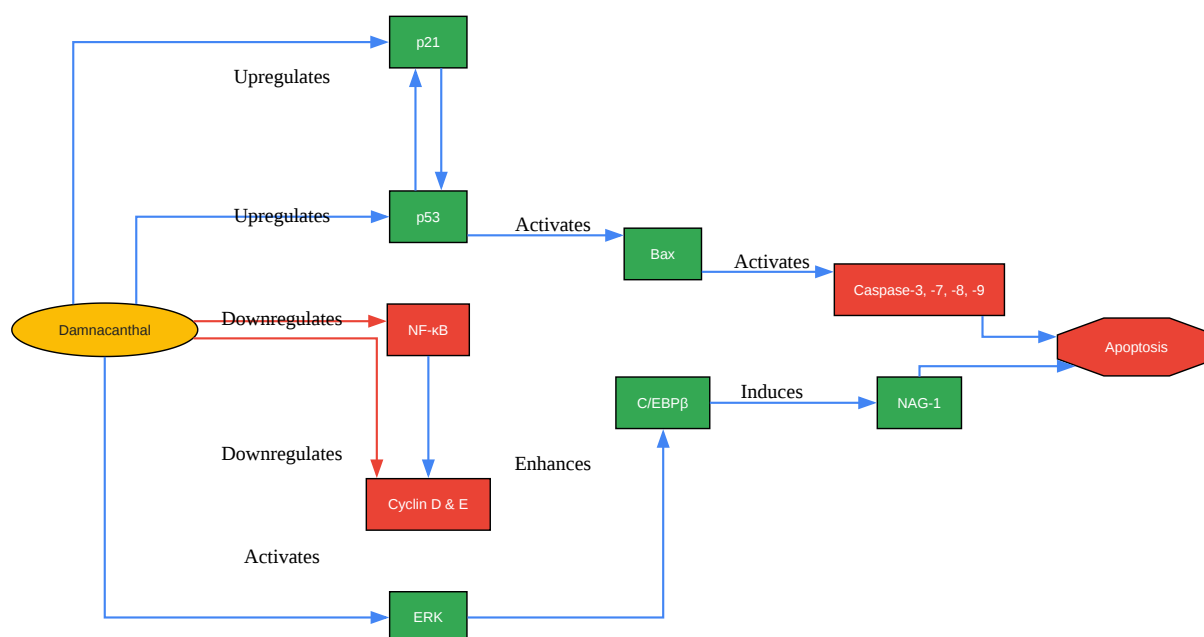 p21
Upregulates
Upregulates
p53
Activates
Bax
Activates
Caspase-3, -7, -8, -9
Damnacanthal
Downregulates
NF-κB
Apoptosis
C/EBPβ
Induces
NAG-1
Downregulates
Enhances
Cyclin D & E
Activates
ERK